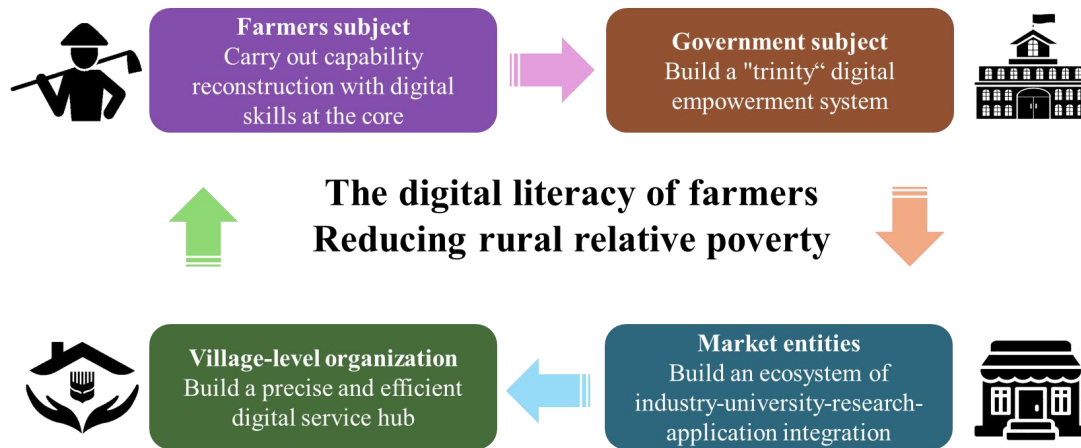 Farmers subject
Carry out capability
reconstruction with digital
skills at the core
Government subject
Build a "trinity“ digital
empowerment system
The digital literacy of farmers
Reducing rural relative poverty
Village-level organization
Build a precise and efficient
digital service hub
Market entities
Build an ecosystem of
industry-university-research-
application integration